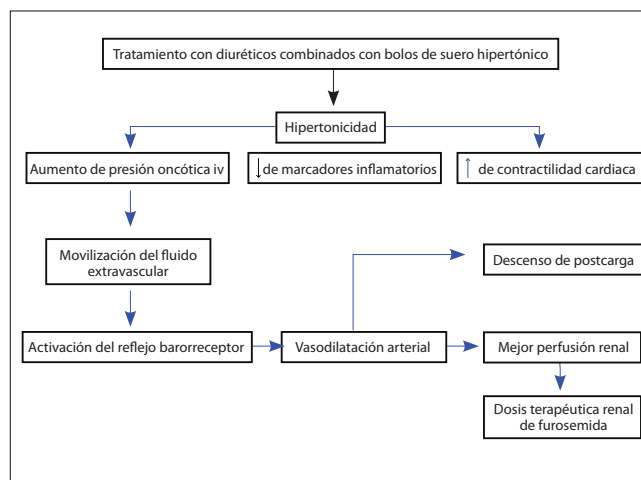 Tratamiento con diuréticos combinados con bolos de suero hipertónico
Hipertonicidad
Aumento de presión oncótica iv
↓ de marcadores inflamatorios
↑ de contractilidad cardiaca
Movilización del fluido
extravascular
Descenso de postcarga
Activación del reflejo barorreceptor
Vasodilatación arterial
Mejor perfusión renal
Dosis terapéutica renal
de furosemida